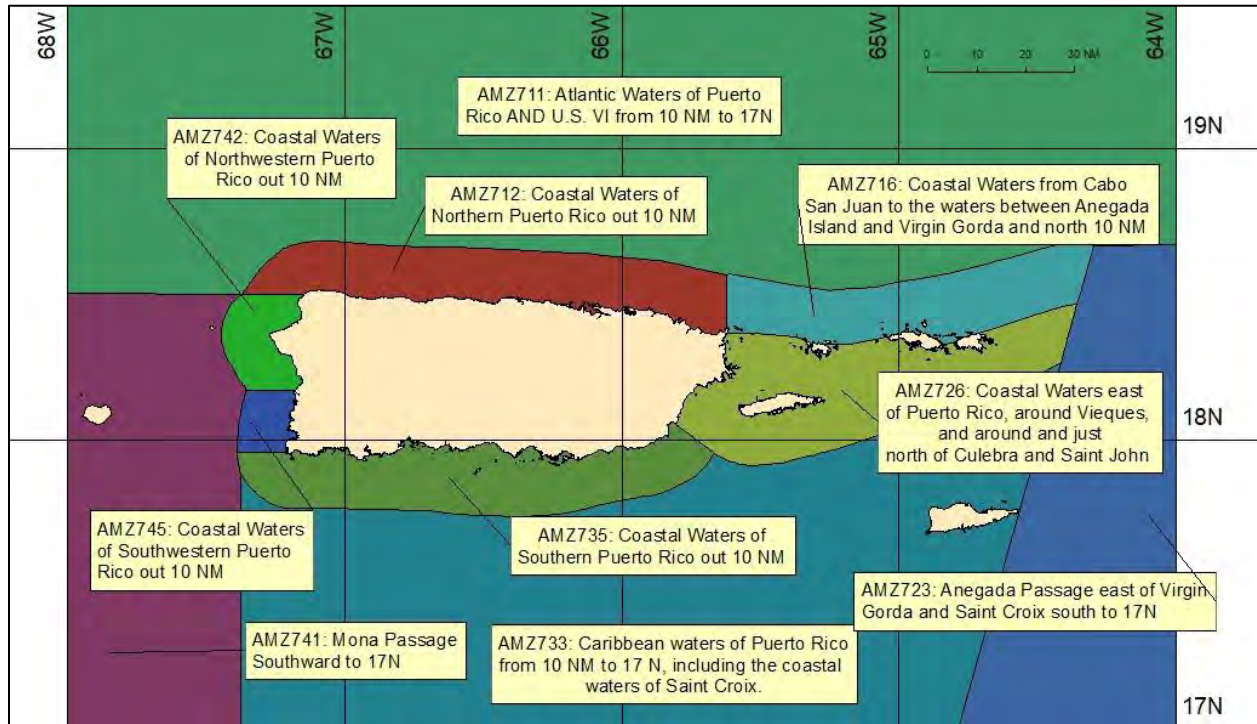 68W
67W
66W
65W
64W
0 10 20 30 NM
AMZ711: Atlantic Waters of Puerto
Rico AND U.S. VI from 10 NM to 17N
19N
AMZ742: Coastal Waters
of Northwestern Puerto
Rico out 10 NM
AMZ712: Coastal Waters of
Northern Puerto Rico out 10 NM
AMZ716: Coastal Waters from Cabo
San Juan to the waters between Anegada
Island and Virgin Gorda and north 10 NM
AMZ726: Coastal Waters east
of Puerto Rico, around Vieques,
and around and just
north of Culebra and Saint John
18N
AMZ745: Coastal Waters
of Southwestern Puerto
Rico out 10 NM
AMZ735: Coastal Waters of
Southern Puerto Rico out 10 NM
AMZ723: Anegada Passage east of Virgin
Gorda and Saint Croix south to 17N
AMZ741: Mona Passage
Southward to 17N
AMZ733: Caribbean waters of Puerto Rico
from 10 NM to 17 N, including the coastal
waters of Saint Croix.
17N